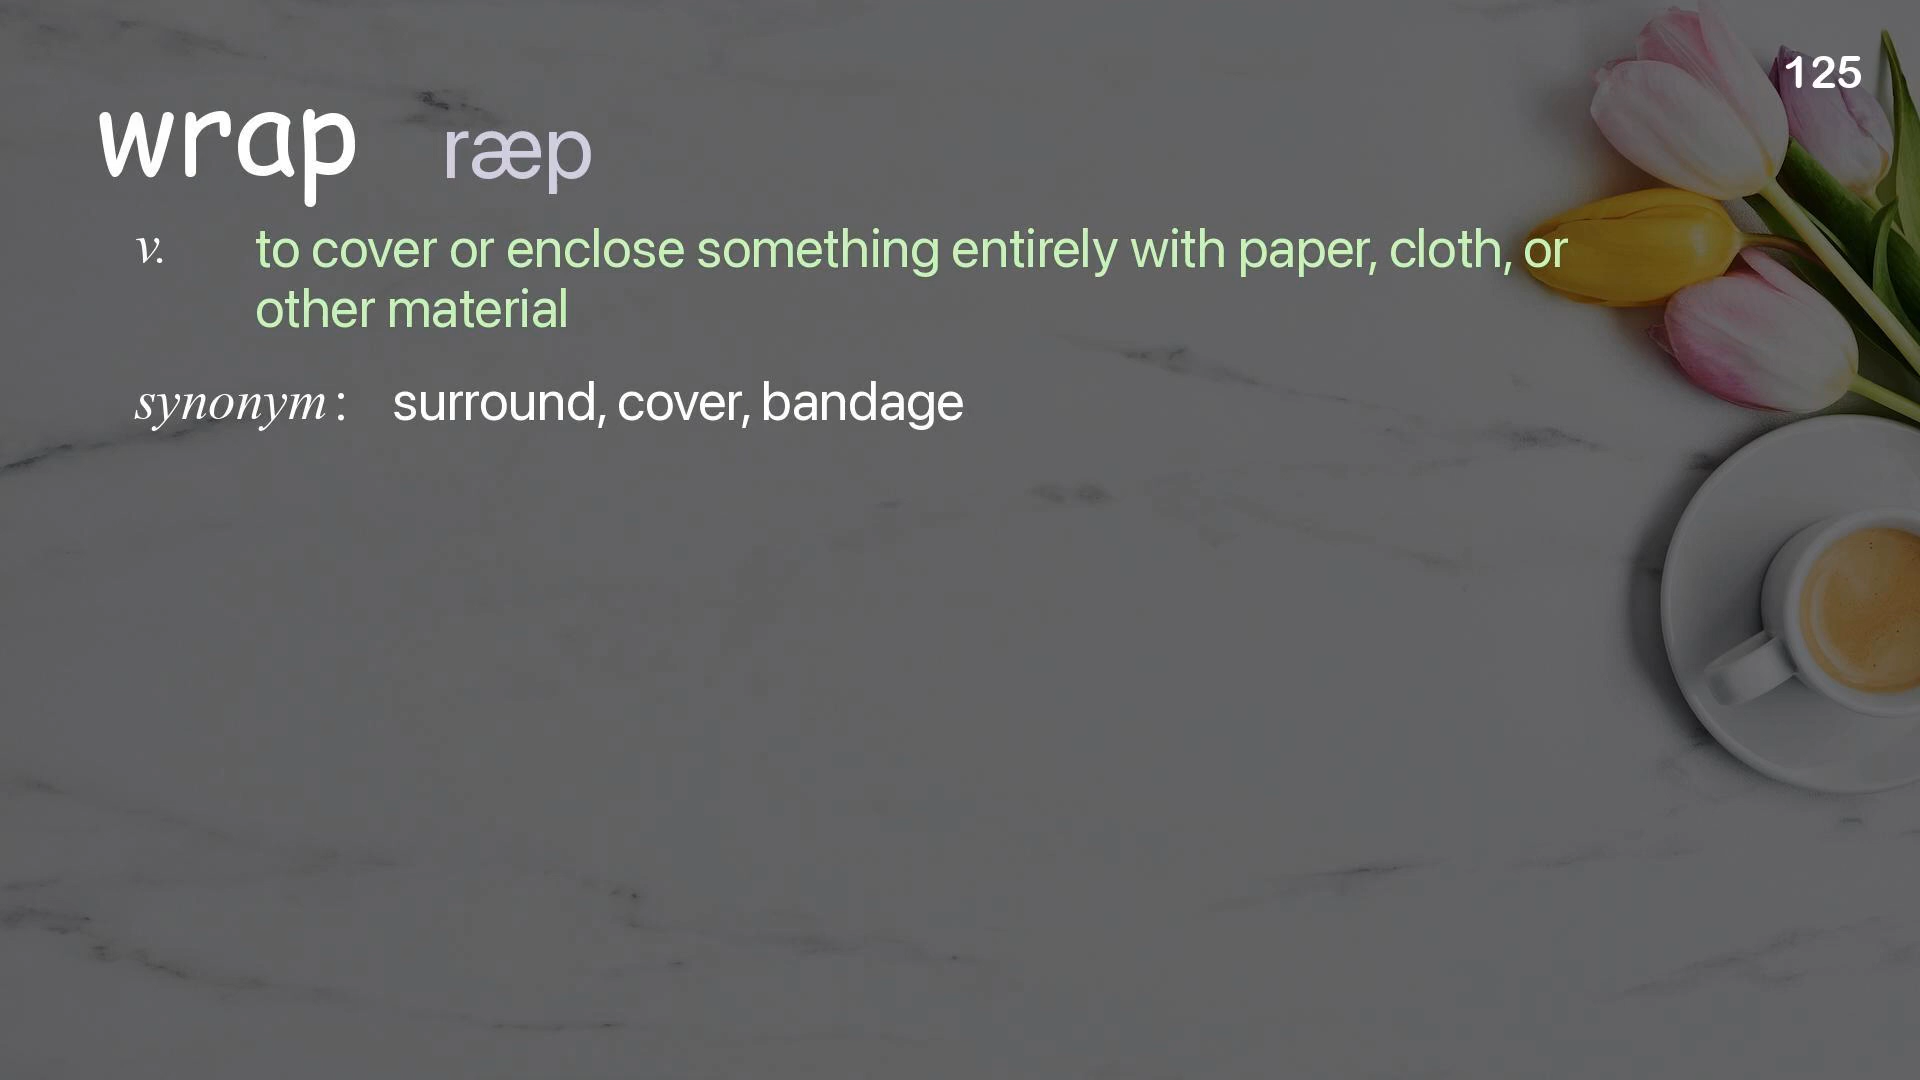 125
wrap ræp
v. to cover or enclose something entirely with paper, cloth, or
other material
synonym : surround, cover, bandage